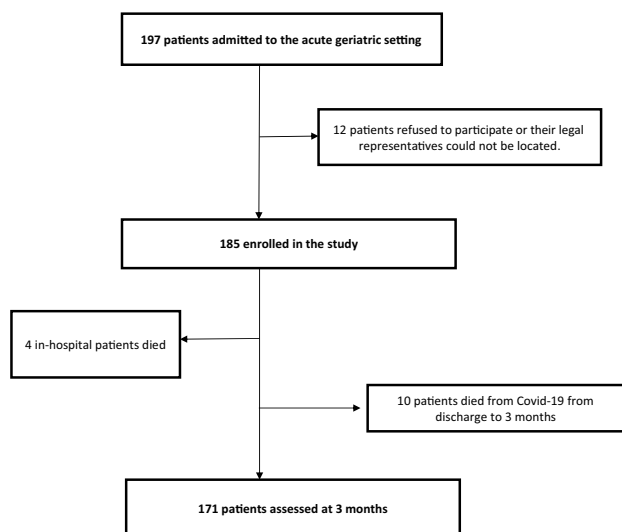 197 patients admitted to the acute geriatric setting
12 patients refused to participate or their legal
representatives could not be located.
185 enrolled in the study
4 in-hospital patients died
10 patients died from Covid-19 from
discharge to 3 months
171 patients assessed at 3 months